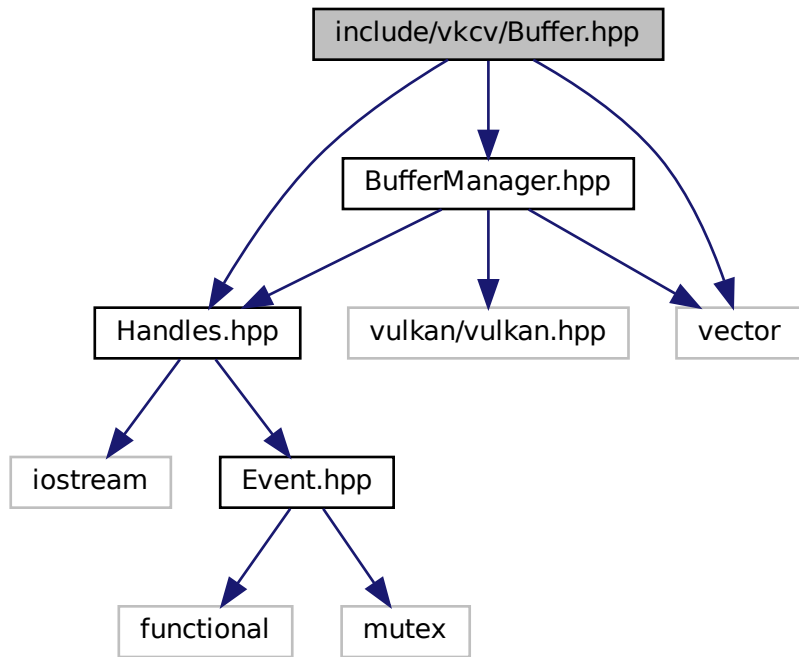 include/vkcv/Buffer.hpp
BufferManager.hpp
Handles.hpp
vulkan/vulkan.hpp
vector
iostream
Event.hpp
functional
mutex